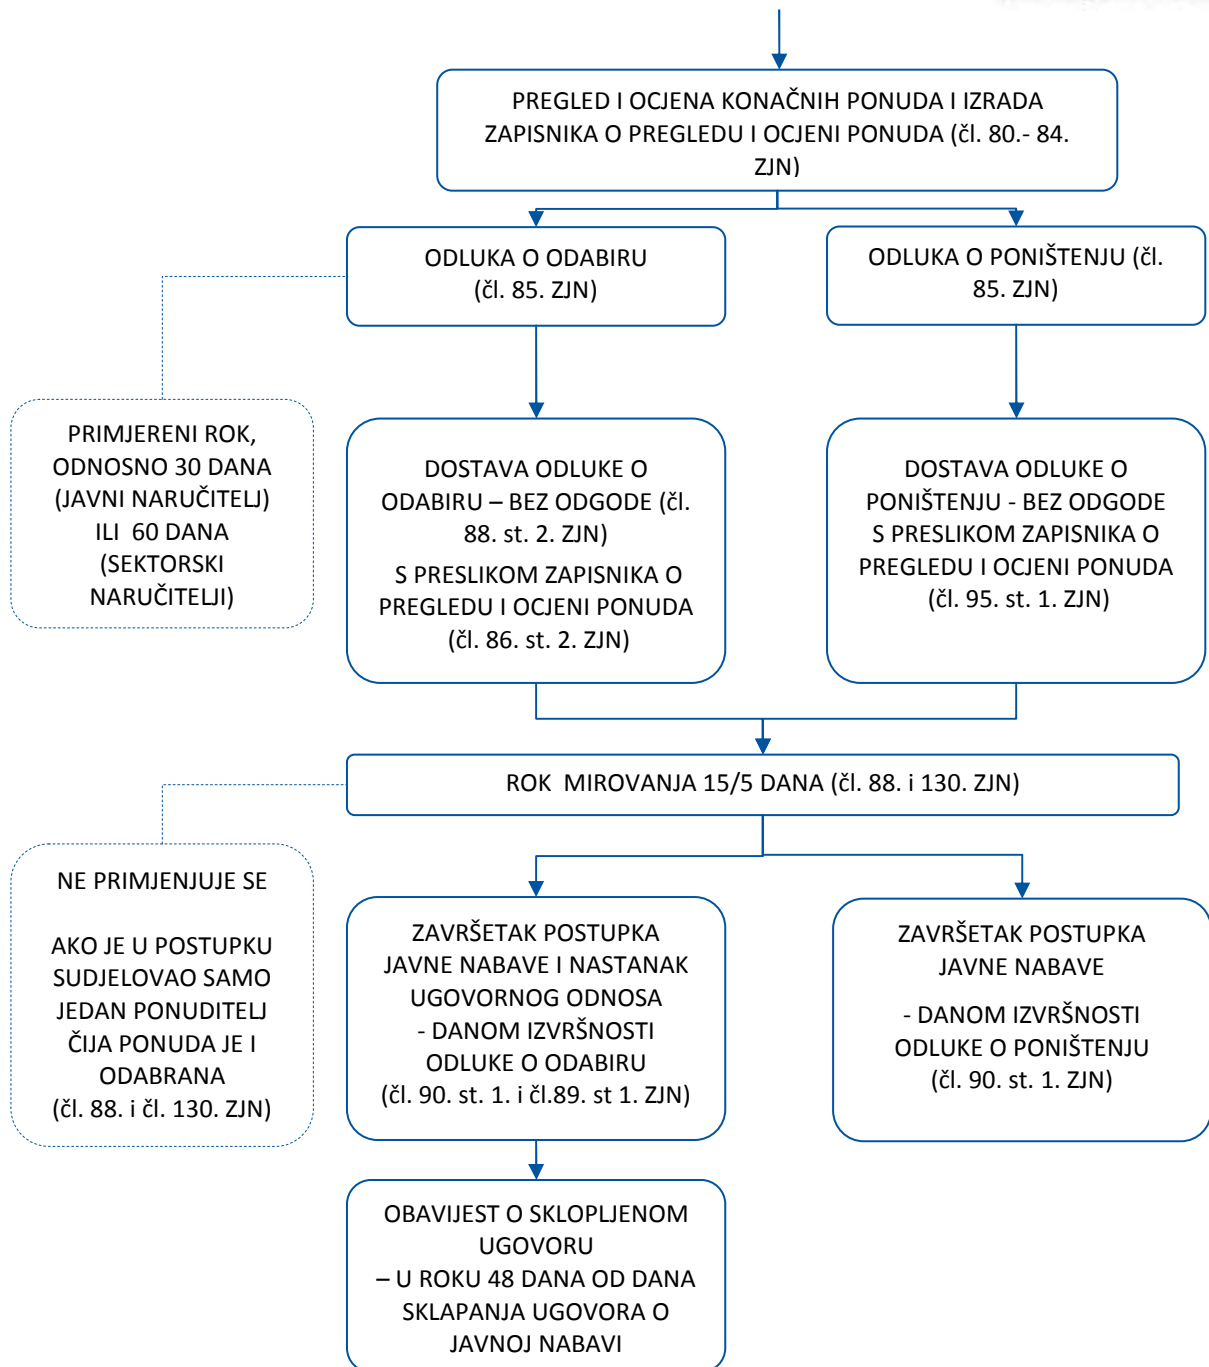 PREGLED I OCJENA KONAČNIH PONUDA I IZRADA
ZAPISNIKA O PREGLEDU I OCJENI PONUDA (čl. 80.- 84.
ZJN)
ODLUKA O ODABIRU
(čl. 85. ZJN)
ODLUKA O PONIŠTENJU (čl.
85. ZJN)
PRIMJERENI ROK,
ODNOSNO 30 DANA
(JAVNI NARUČITELJ)
ILI  60 DANA
(SEKTORSKI
NARUČITELJI)
DOSTAVA ODLUKE O
ODABIRU – BEZ ODGODE (čl.
88. st. 2. ZJN)
S PRESLIKOM ZAPISNIKA O
PREGLEDU I OCJENI PONUDA
(čl. 86. st. 2. ZJN)
DOSTAVA ODLUKE O
PONIŠTENJU - BEZ ODGODE
S PRESLIKOM ZAPISNIKA O
PREGLEDU I OCJENI PONUDA
(čl. 95. st. 1. ZJN)
ROK  MIROVANJA 15/5 DANA (čl. 88. i 130. ZJN)
NE PRIMJENJUJE SE
AKO JE U POSTUPKU
SUDJELOVAO SAMO
JEDAN PONUDITELJ
ČIJA PONUDA JE I
ODABRANA
(čl. 88. i čl. 130. ZJN)
ZAVRŠETAK POSTUPKA
JAVNE NABAVE I NASTANAK
UGOVORNOG ODNOSA
- DANOM IZVRŠNOSTI
ODLUKE O ODABIRU
(čl. 90. st. 1. i čl.89. st 1. ZJN)
ZAVRŠETAK POSTUPKA
JAVNE NABAVE
- DANOM IZVRŠNOSTI
ODLUKE O PONIŠTENJU
(čl. 90. st. 1. ZJN)
OBAVIJEST O SKLOPLJENOM
UGOVORU
– U ROKU 48 DANA OD DANA
SKLAPANJA UGOVORA O
JAVNOJ NABAVI